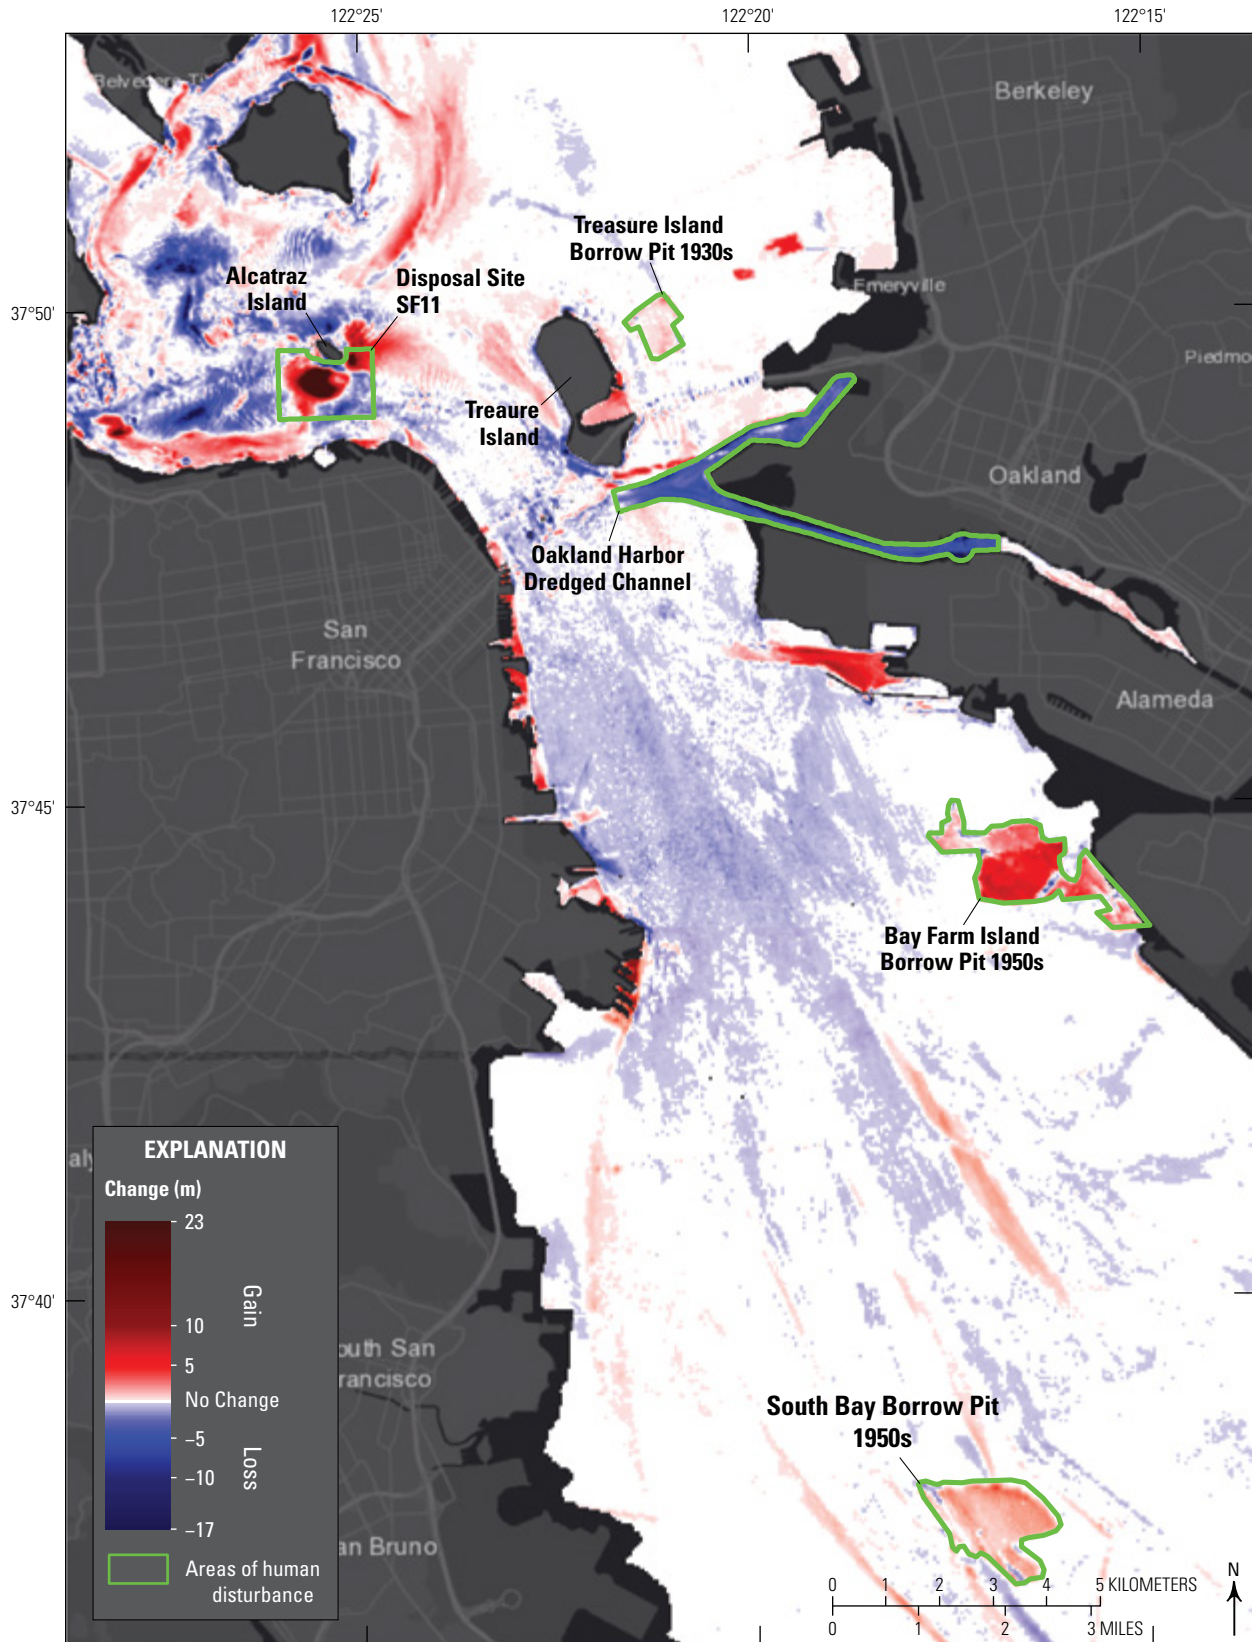 122°25'
122°20'
122°15'
Belvedere Ti
Berkeley
Treasure Island
Borrow Pit 1930s
Alcatraz
Island
Disposal Site
SF11
Emeryville
37°50'
Piedmo
Treaure
Island
Oakland
Oakland Harbor
Dredged Channel
San
Francisco
Alameda
37°45'
Bay Farm Island
Borrow Pit 1950s
EXPLANATION
aly
Change (m)
23
Gain
10
5
No Change
-5
Loss
-10
-17
Areas of human
disturbance
37°40'
outh San
rancisco
South Bay Borrow Pit
1950s
an Bruno
N
0 1 2 3 4 5 KILOMETERS
0 1 2 3 MILES